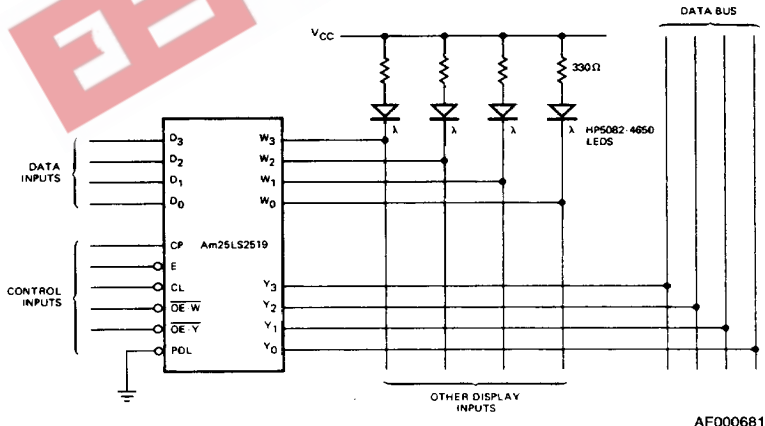 DATA BUS
VCC
330Ω
λ λ λ λ
HP5082-4650
LEDS
DATA
INPUTS
D3
D2
D1
D0
W3
W2
W1
W0
CP
Am25LS2519
CONTROL
INPUTS
E
CL
OE-W
OE-Y
POL
Y3
Y2
Y1
Y0
OTHER DISPLAY
INPUTS
AF000681